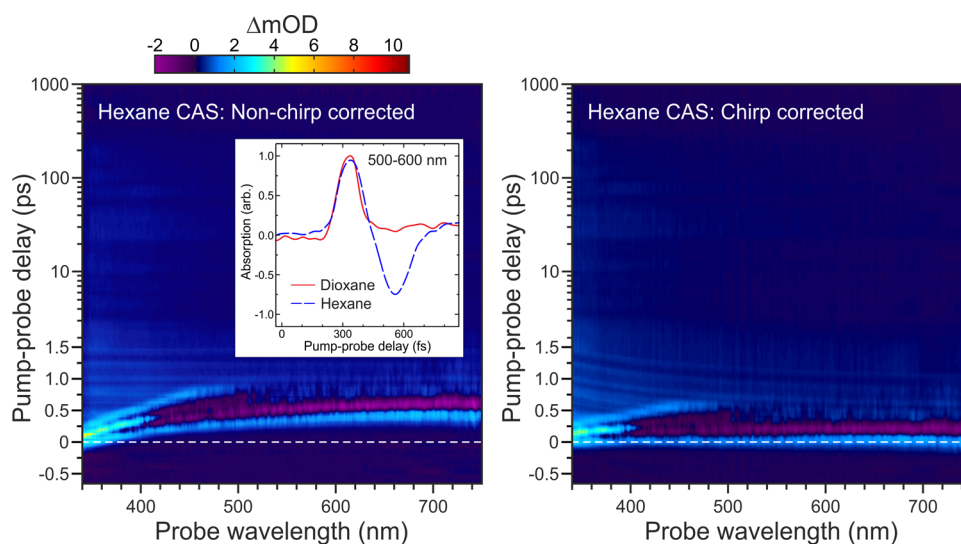 ΔmOD
-2 0 2 4 6 8 10
Hexane CAS: Non-chirp corrected
1000
100
10
1.5
1.0
0.5
0
-0.5
Pump-probe delay (ps)
400 500 600 700
Probe wavelength (nm)
500-600 nm
1.0
0.5
0.0
-0.5
-1.0
Absorption (arb.)
Dioxane
Hexane
0 300 600
Pump-probe delay (fs)
Hexane CAS: Chirp corrected
1000
100
10
1.5
1.0
0.5
0
-0.5
Pump-probe delay (ps)
400 500 600 700
Probe wavelength (nm)